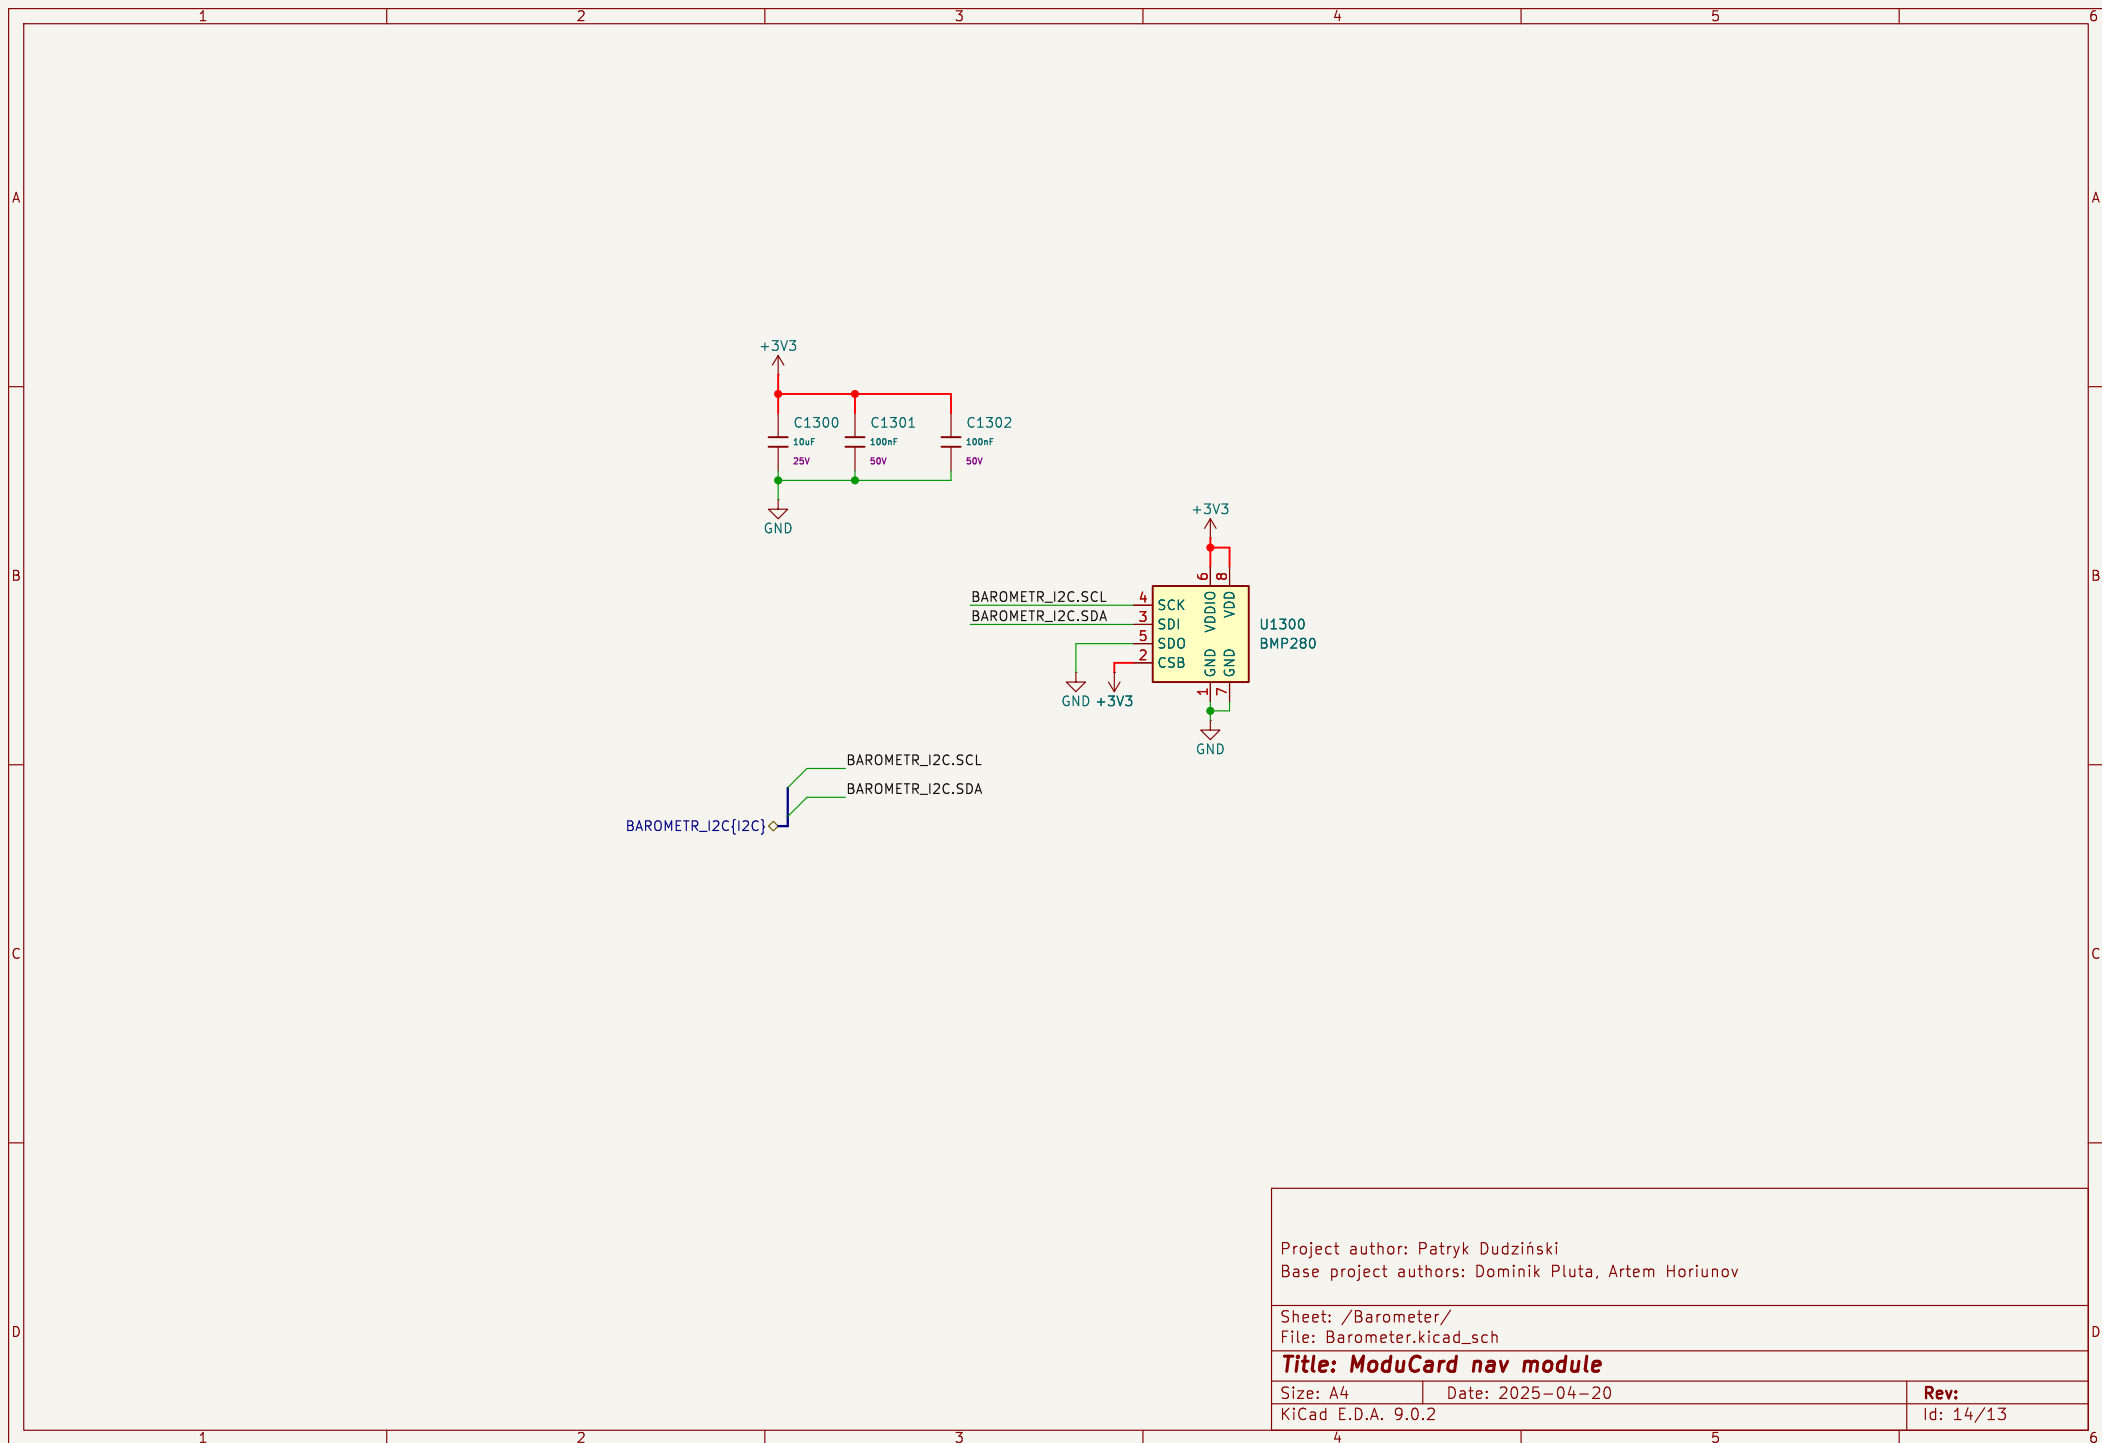 1 2 3 4 5 6
A A
+3V3
C1300 C1301 C1302
10uF 100nF 100nF
25V 50V 50V
GND
+3V3
B B
6 8
BAROMETR_I2C.SCL 4 SCK VDDIO VDD
BAROMETR_I2C.SDA 3 SDI U1300
5 SDO BMP280
2 CSB GND GND
GND +3V3 1 7
GND
BAROMETR_I2C.SCL
BAROMETR_I2C.SDA
BAROMETR_I2C{I2C}
C C
Project author: Patryk Dudziński
Base project authors: Dominik Pluta, Artem Horiunov
Sheet: /Barometer/
D D
File: Barometer.kicad_sch
Title: ModuCard nav module
Size: A4 Date: 2025-04-20 Rev:
KiCad E.D.A. 9.0.2 Id: 14/13
1 2 3 4 5 6